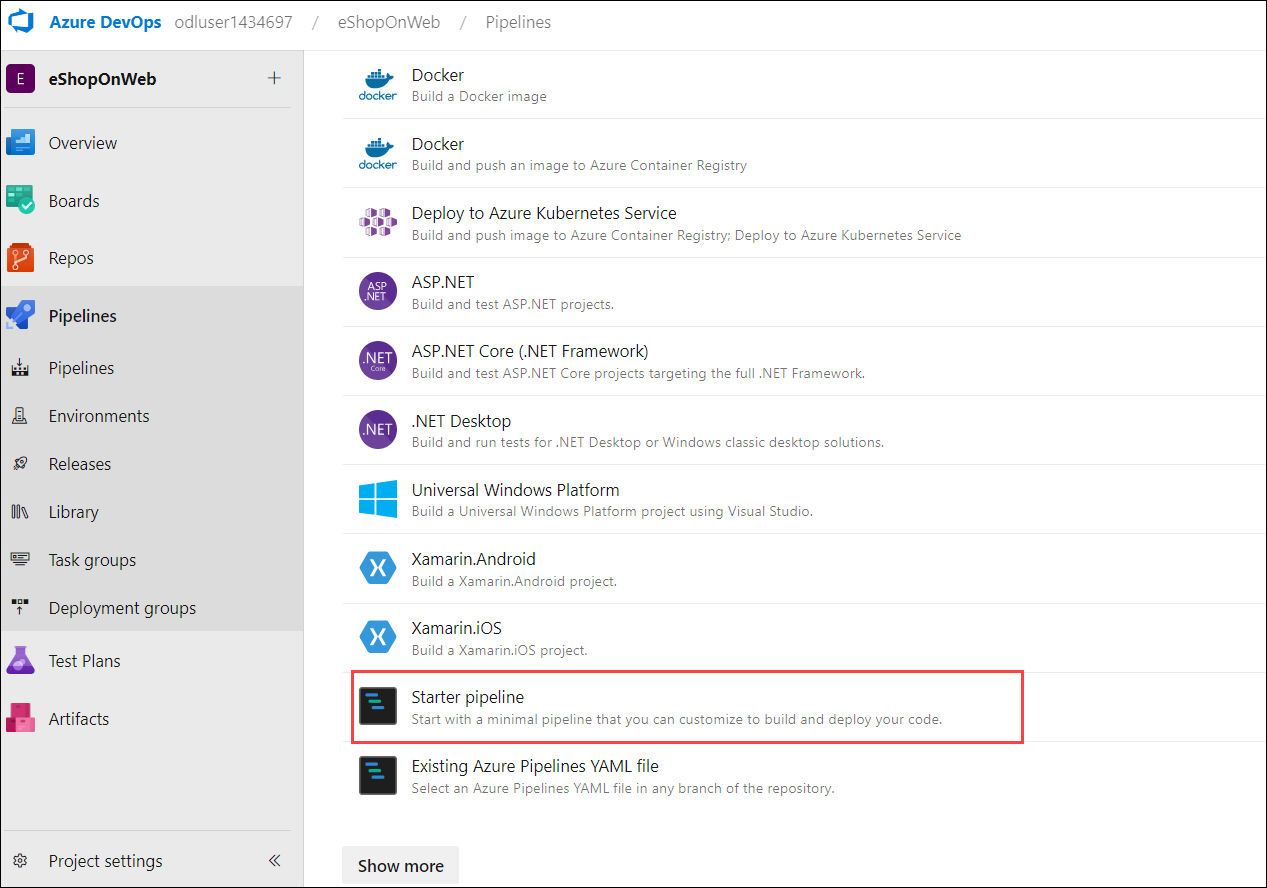 Azure DevOps odluser1434697 / eShopOnWeb / Pipelines
E eShopOnWeb +
Overview
Boards
Repos
Pipelines
Pipelines
Environments
Releases
Library
Task groups
Deployment groups
Test Plans
Artifacts
Project settings
docker
Docker
Build a Docker image
docker
Docker
Build and push an image to Azure Container Registry
Deploy to Azure Kubernetes Service
Build and push image to Azure Container Registry; Deploy to Azure Kubernetes Service
ASP
.NET
ASP.NET
Build and test ASP.NET projects.
.NET
Core
ASP.NET Core (.NET Framework)
Build and test ASP.NET Core projects targeting the full .NET Framework.
.NET
.NET Desktop
Build and run tests for .NET Desktop or Windows classic desktop solutions.
Universal Windows Platform
Build a Universal Windows Platform project using Visual Studio.
Xamarin.Android
Build a Xamarin.Android project.
Xamarin.iOS
Build a Xamarin.iOS project.
Starter pipeline
Start with a minimal pipeline that you can customize to build and deploy your code.
Existing Azure Pipelines YAML file
Select an Azure Pipelines YAML file in any branch of the repository.
Show more